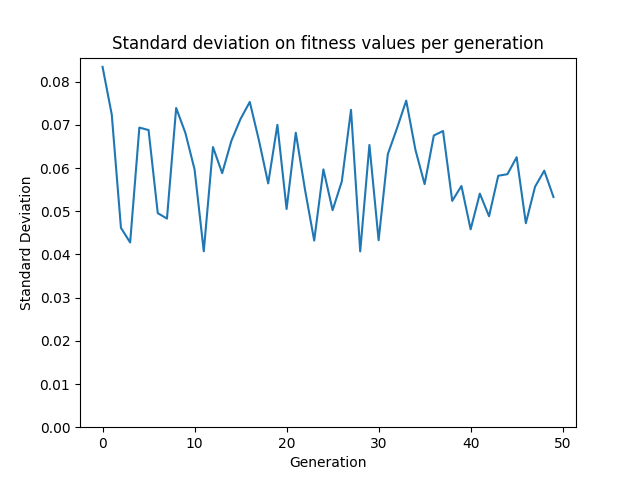 Standard deviation on fitness values per generation
Standard Deviation
0.08
0.07
0.06
0.05
0.04
0.03
0.02
0.01
0.00
0 10 20 30 40 50
Generation